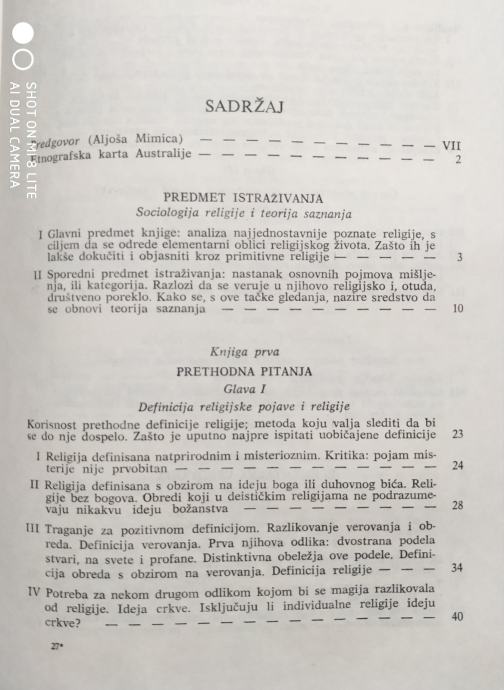 SHOT ON MI 8 LITE
AI DUAL CAMERA
SADRŽAJ
Predgovor (Aljoša Mimica) — — — — — — — — — — VII
Etnografska karta Australije — — — — — — — — — — 2
PREDMET ISTRAŽIVANJA
Sociologija religije i teorija saznanja
I Glavni predmet knjige: analiza najjednostavnije poznate religije, s
ciljem da se odrede elementarni oblici religijskog života. Zašto ih je
lakše dokučiti i objasniti kroz primitivne religije — — — — — 3
II Sporedni predmet istraživanja: nastanak osnovnih pojmova mišlje-
nja, ili kategorija. Razlozi da se veruje u njihovo religijsko i, otuda,
društveno poreklo. Kako se, s ove tačke gledanja, nazire sredstvo da
se obnovi teorija saznanja — — — — — — — — — — 10
Knjiga prva
PRETHODNA PITANJA
Glava I
Definicija religijske pojave i religije
Korisnost prethodne definicije religije; metoda koju valja slediti da bi
se do nje dospelo. Zašto je uputno najpre ispitati uobičajene definicije 23
I Religija definisana natprirodnim i misterioznim. Kritika: pojam mis-
terije nije prvobitan — — — — — — — — — — — — 24
II Religija definisana s obzirom na ideju boga ili duhovnog bića. Reli-
gije bez bogova. Obredi koji u deističkim religijama ne podrazume-
vaju nikakvu ideju božanstva — — — — — — — — — 28
III Traganje za pozitivnom definicijom. Razlikovanje verovanja i ob-
reda. Definicija verovanja. Prva njihova odlika: dvostrana podela
stvari, na svete i profane. Distinktivna obeležja ove podele. Defini-
cija obreda s obzirom na verovanja. Definicija religije — — — 34
IV Potreba za nekom drugom odlikom kojom bi se magija razlikovala
od religije. Ideja crkve. Isključuju li individualne religije ideju
crkve? — — — — — — — — — — — — — — — 40
27*